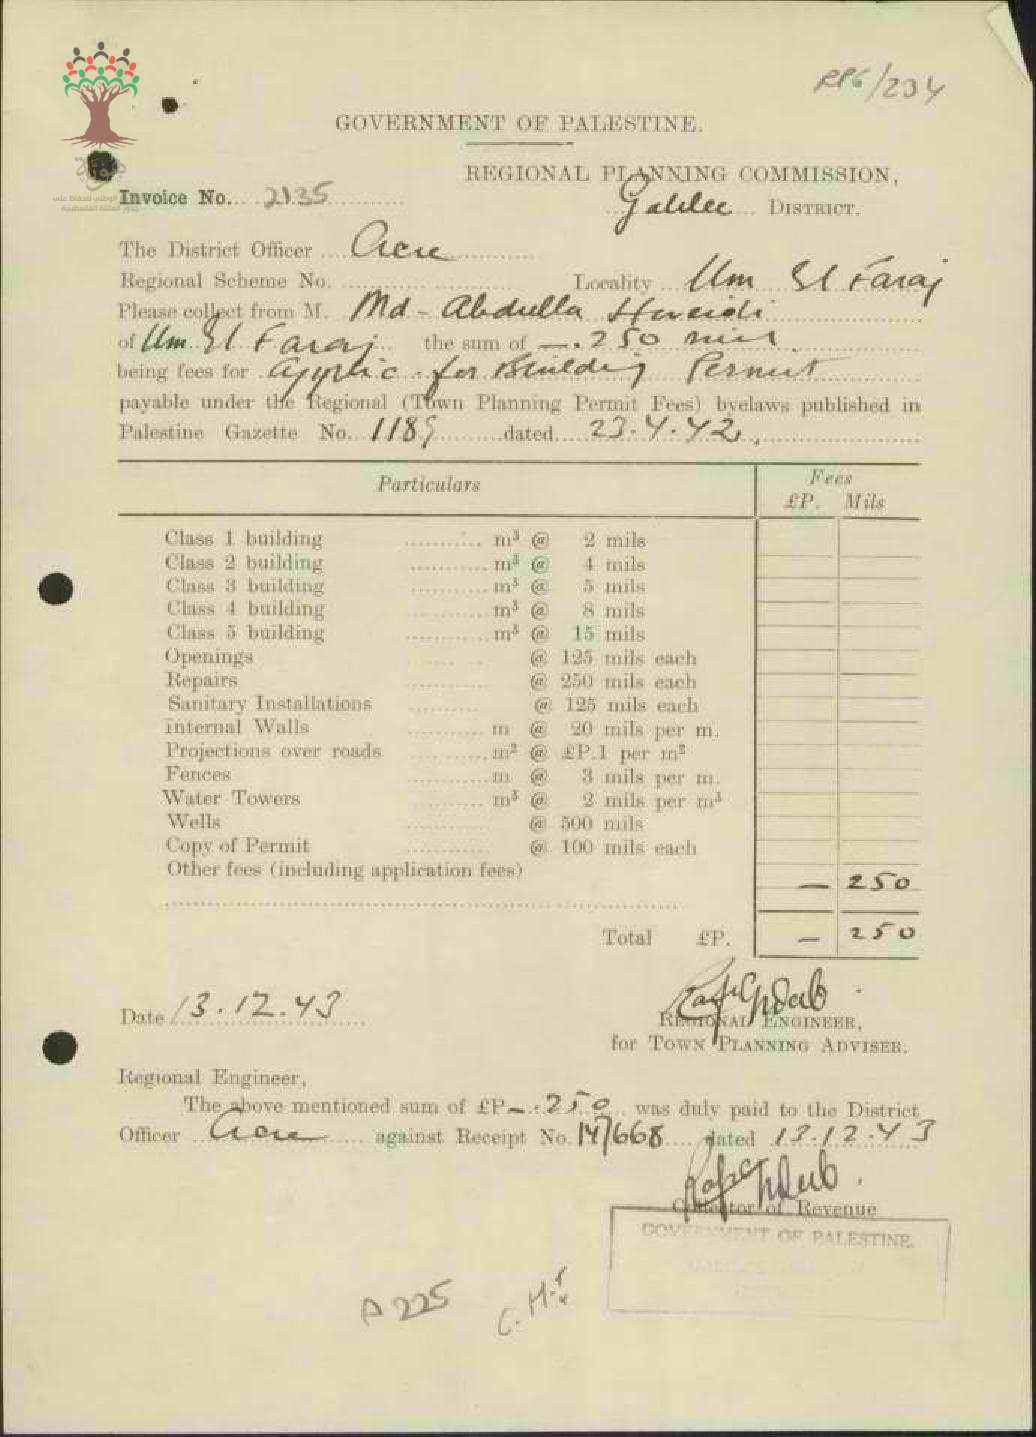 RP6/234
GOVERNMENT OF PALESTINE.
REGIONAL PLANNING COMMISSION,
Invoice No. 2135
Galilee DISTRICT.
The District Officer Acre
Regional Scheme No. Locality Um El Faraj
Please collect from M. Md - Abdulla
of Um El Faraj the sum of —.250 mils
being fees for applic. for Building Permit
payable under the Regional (Town Planning Permit Fees) byelaws published in
Palestine Gazette No. 1189 dated 23.4.42,
Particulars Fees
£P. Mils
Class 1 building m³ @ 2 mils
Class 2 building m³ @ 4 mils
Class 3 building m³ @ 5 mils
Class 4 building m³ @ 8 mils
Class 5 building m³ @ 15 mils
Openings @ 125 mils each
Repairs @ 250 mils each
Sanitary Installations @ 125 mils each
Internal Walls m @ 20 mils per m.
Projections over roads m² @ £P.1 per m²
Fences m @ 3 mils per m.
Water Towers m³ @ 2 mils per m³
Wells @ 500 mils
Copy of Permit @ 100 mils each
Other fees (including application fees) — 250
Total £P. — 250
Date 13.12.43
REGIONAL ENGINEER,
for TOWN PLANNING ADVISER.
Regional Engineer,
The above mentioned sum of £P —.250 was duly paid to the District
Officer Acre against Receipt No. 147668 dated 13.12.43
Collector of Revenue
GOVERNMENT OF PALESTINE.
225